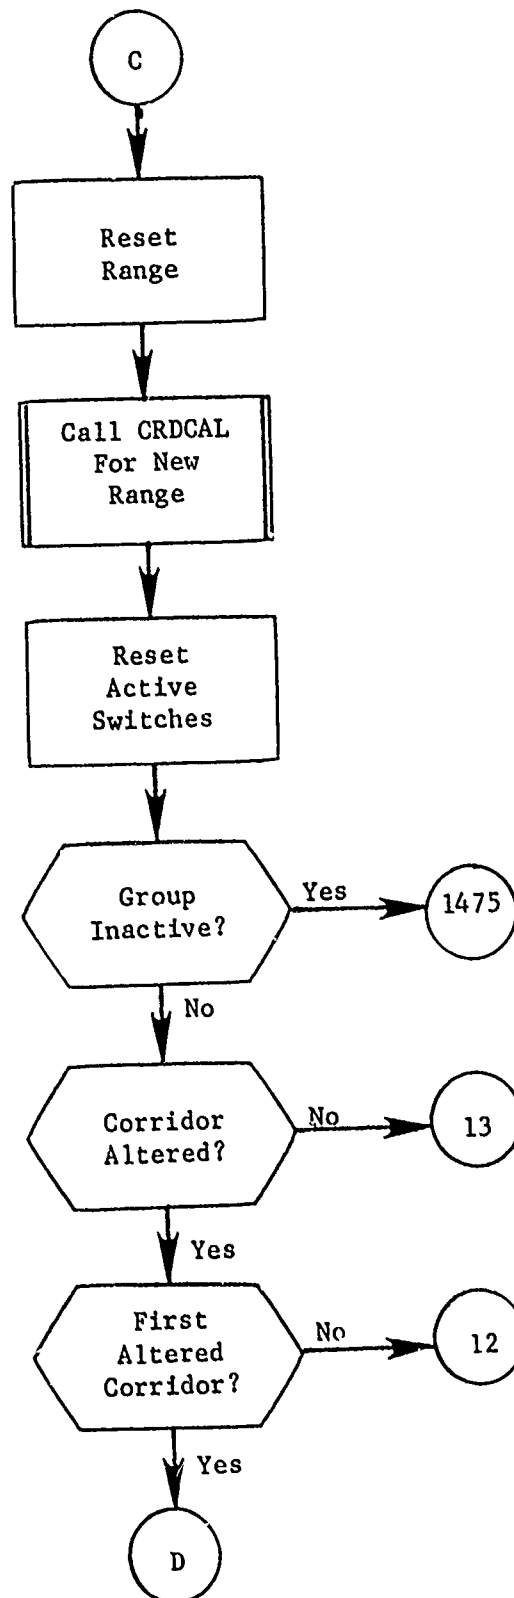 C
Reset
Range
Call CRDCAL
For New
Range
Reset
Active
Switches
Group
Inactive?
Yes
1475
No
Corridor
Altered?
No
13
Yes
First
Altered
Corridor?
No
12
Yes
D